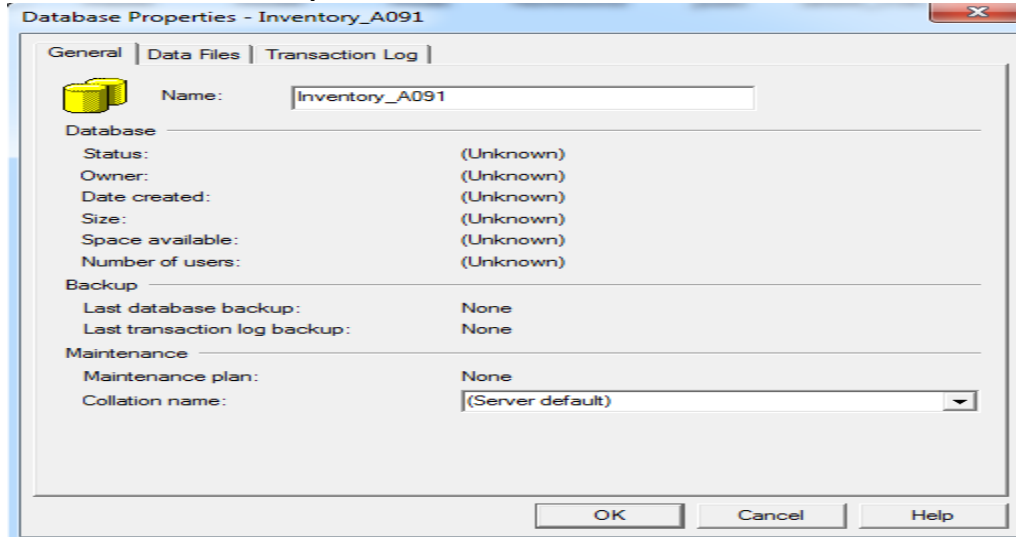 Database Properties - Inventory_A091
General Data Files Transaction Log
Name: Inventory_A091
Database
Status: (Unknown)
Owner: (Unknown)
Date created: (Unknown)
Size: (Unknown)
Space available: (Unknown)
Number of users: (Unknown)
Backup
Last database backup: None
Last transaction log backup: None
Maintenance
Maintenance plan: None
Collation name: (Server default)
OK Cancel Help